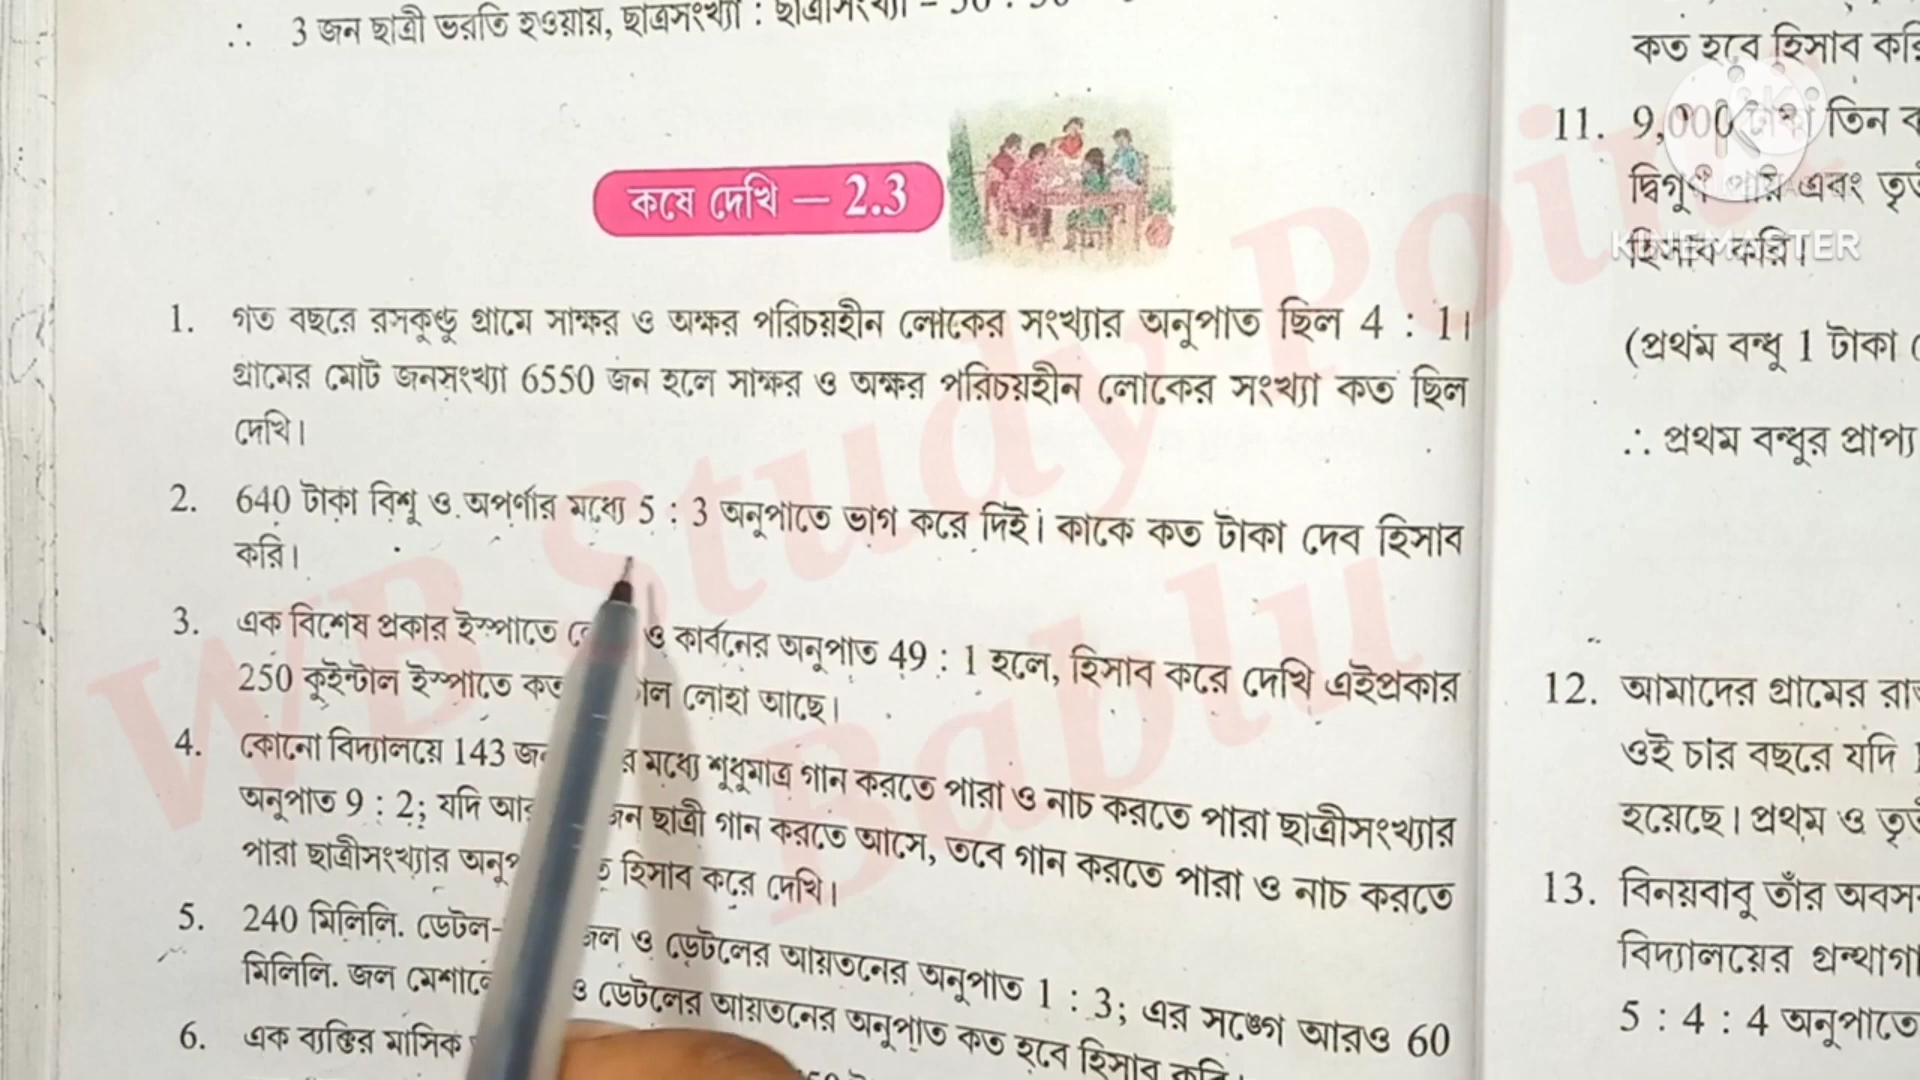 ∴ 3 জন ছাত্রী ভরতি হওয়ায়, ছাত্রসংখ্যা : ছাত্রীসংখ্যা =
কষে দেখি — 2.3
1. গত বছরে রসকুণ্ডু গ্রামে সাক্ষর ও অক্ষর পরিচয়হীন লোকের সংখ্যার অনুপাত ছিল 4 : 1।
গ্রামের মোট জনসংখ্যা 6550 জন হলে সাক্ষর ও অক্ষর পরিচয়হীন লোকের সংখ্যা কত ছিল
দেখি।
2. 640 টাকা বিশু ও অপর্ণার মধ্যে 5 : 3 অনুপাতে ভাগ করে দিই। কাকে কত টাকা দেব হিসাব
করি।
3. এক বিশেষ প্রকার ইস্পাতে ও কার্বনের অনুপাত 49 : 1 হলে, হিসাব করে দেখি এইপ্রকার
250 কুইন্টাল ইস্পাতে কত লোহা আছে।
4. কোনো বিদ্যালয়ে 143 মধ্যে শুধুমাত্র গান করতে পারা ও নাচ করতে পারা ছাত্রীসংখ্যার
অনুপাত 9 : 2; যদি ছাত্রী গান করতে আসে, তবে গান করতে পারা ও নাচ করতে
পারা ছাত্রীসংখ্যার হিসাব করে দেখি।
5. 240 মিলিলি. ডেটল- জল ও ডেটলের আয়তনের অনুপাত 1 : 3; এর সঙ্গে আরও 60
মিলিলি. জল ও ডেটলের আয়তনের অনুপাত কত হবে হিসাব করি।
6. এক ব্যক্তির মাসিক
কত হবে হিসাব
11. 9,000 টাকা তিন
দ্বিগুণ পায় এবং
হিসাব করি।
(প্রথম বন্ধু 1 টাকা
∴ প্রথম বন্ধুর প্রাপ্য
12. আমাদের গ্রামের
ওই চার বছরে যদি
হয়েছে। প্রথম ও
13. বিনয়বাবু তাঁর
বিদ্যালয়ের
5 : 4 : 4 অনুপাতে
WB Study Point
Bablu
KINEMASTER